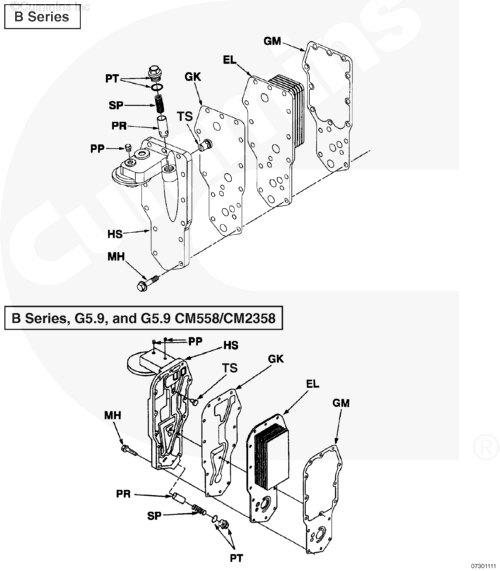 ©Cummins Inc.
B Series
GM
EL
PT
GK
SP
TS
PR
PP
HS
MH
B Series, G5.9, and G5.9 CM558/CM2358
PP
HS
TS
GK
EL
MH
GM
PR
SP
PT
Cummins
®
07301111